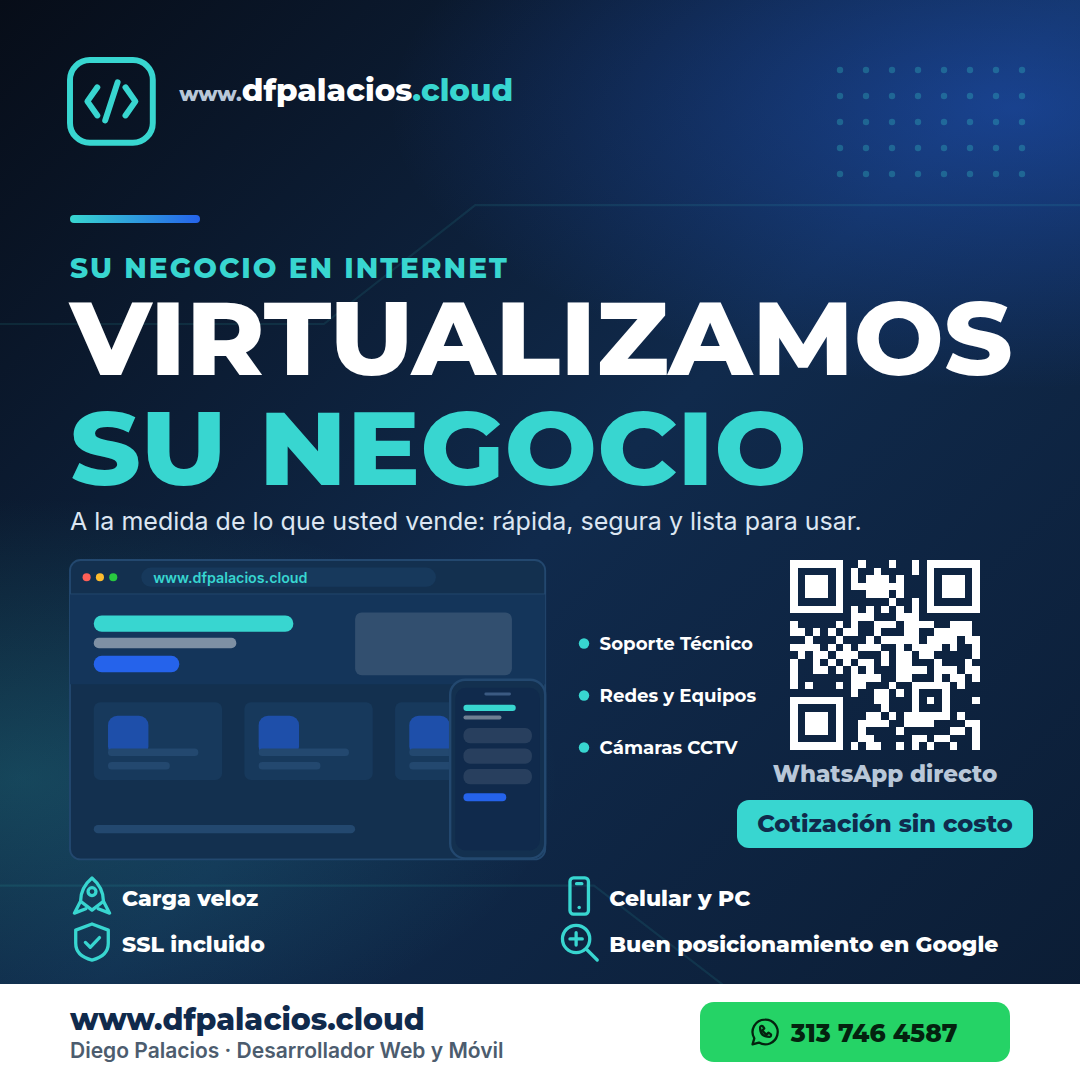 www.dfpalacios.cloud
SU NEGOCIO EN INTERNET
VIRTUALIZAMOS
SU NEGOCIO
A la medida de lo que usted vende: rápida, segura y lista para usar.
www.dfpalacios.cloud
Soporte Técnico
Redes y Equipos
Cámaras CCTV
WhatsApp directo
Cotización sin costo
Carga veloz
Celular y PC
SSL incluido
Buen posicionamiento en Google
www.dfpalacios.cloud
Diego Palacios · Desarrollador Web y Móvil
313 746 4587